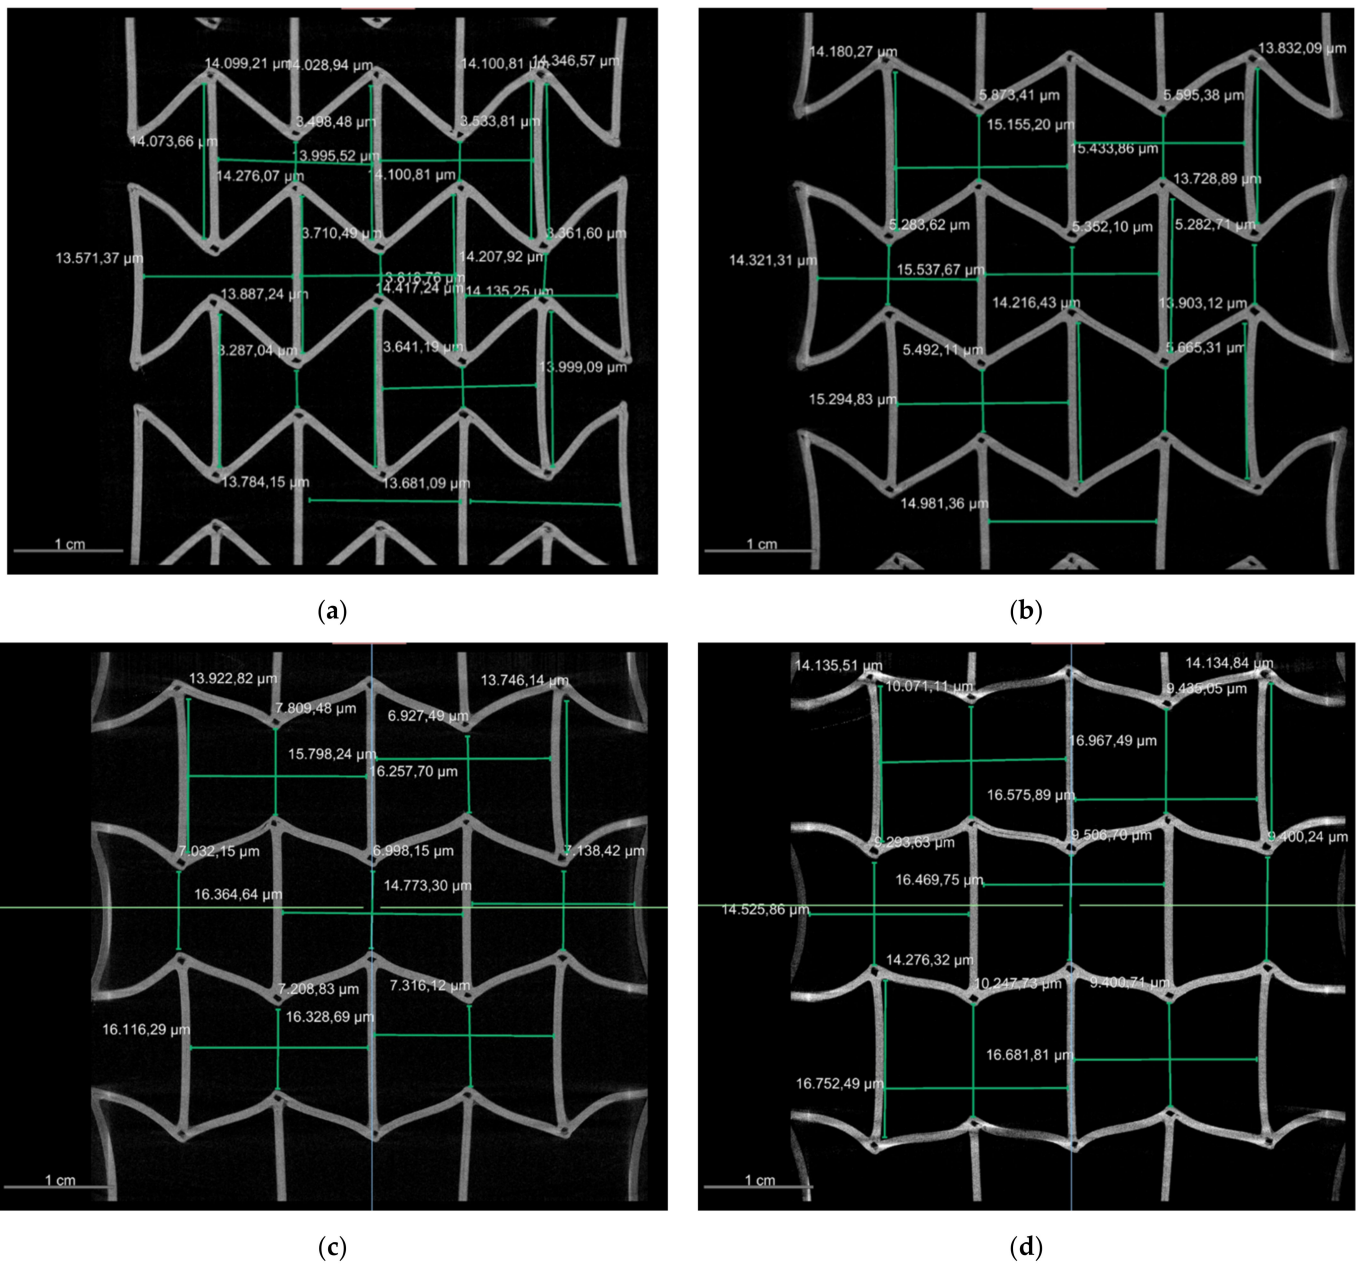 14.099,21 µm
14.028,94 µm
14.100,81 µm
14.346,57 µm
3.498,48 µm
3.533,81 µm
14.073,66 µm
13.995,52 µm
14.276,07 µm
14.100,81 µm
3.710,49 µm
3.361,60 µm
13.571,37 µm
14.207,92 µm
3.818,76 µm
14.417,24 µm
14.135,25 µm
13.887,24 µm
3.287,04 µm
3.641,19 µm
13.999,09 µm
13.784,15 µm
13.681,09 µm
1 cm
(a)
14.180,27 µm
13.832,09 µm
5.873,41 µm
5.595,38 µm
15.155,20 µm
15.433,86 µm
13.728,89 µm
5.283,62 µm
5.352,10 µm
5.282,71 µm
14.321,31 µm
15.537,67 µm
14.216,43 µm
13.903,12 µm
5.492,11 µm
5.665,31 µm
15.294,83 µm
14.981,36 µm
1 cm
(b)
13.922,82 µm
13.746,14 µm
7.809,48 µm
6.927,49 µm
15.798,24 µm
16.257,70 µm
7.032,15 µm
6.998,15 µm
7.138,42 µm
16.364,64 µm
14.773,30 µm
7.208,83 µm
7.316,12 µm
16.328,69 µm
16.116,29 µm
1 cm
(c)
14.135,51 µm
14.134,84 µm
10.071,11 µm
9.435,05 µm
16.967,49 µm
16.575,89 µm
9.293,63 µm
9.506,70 µm
9.400,24 µm
16.469,75 µm
14.525,86 µm
14.276,32 µm
10.247,73 µm
9.400,71 µm
16.681,81 µm
16.752,49 µm
1 cm
(d)